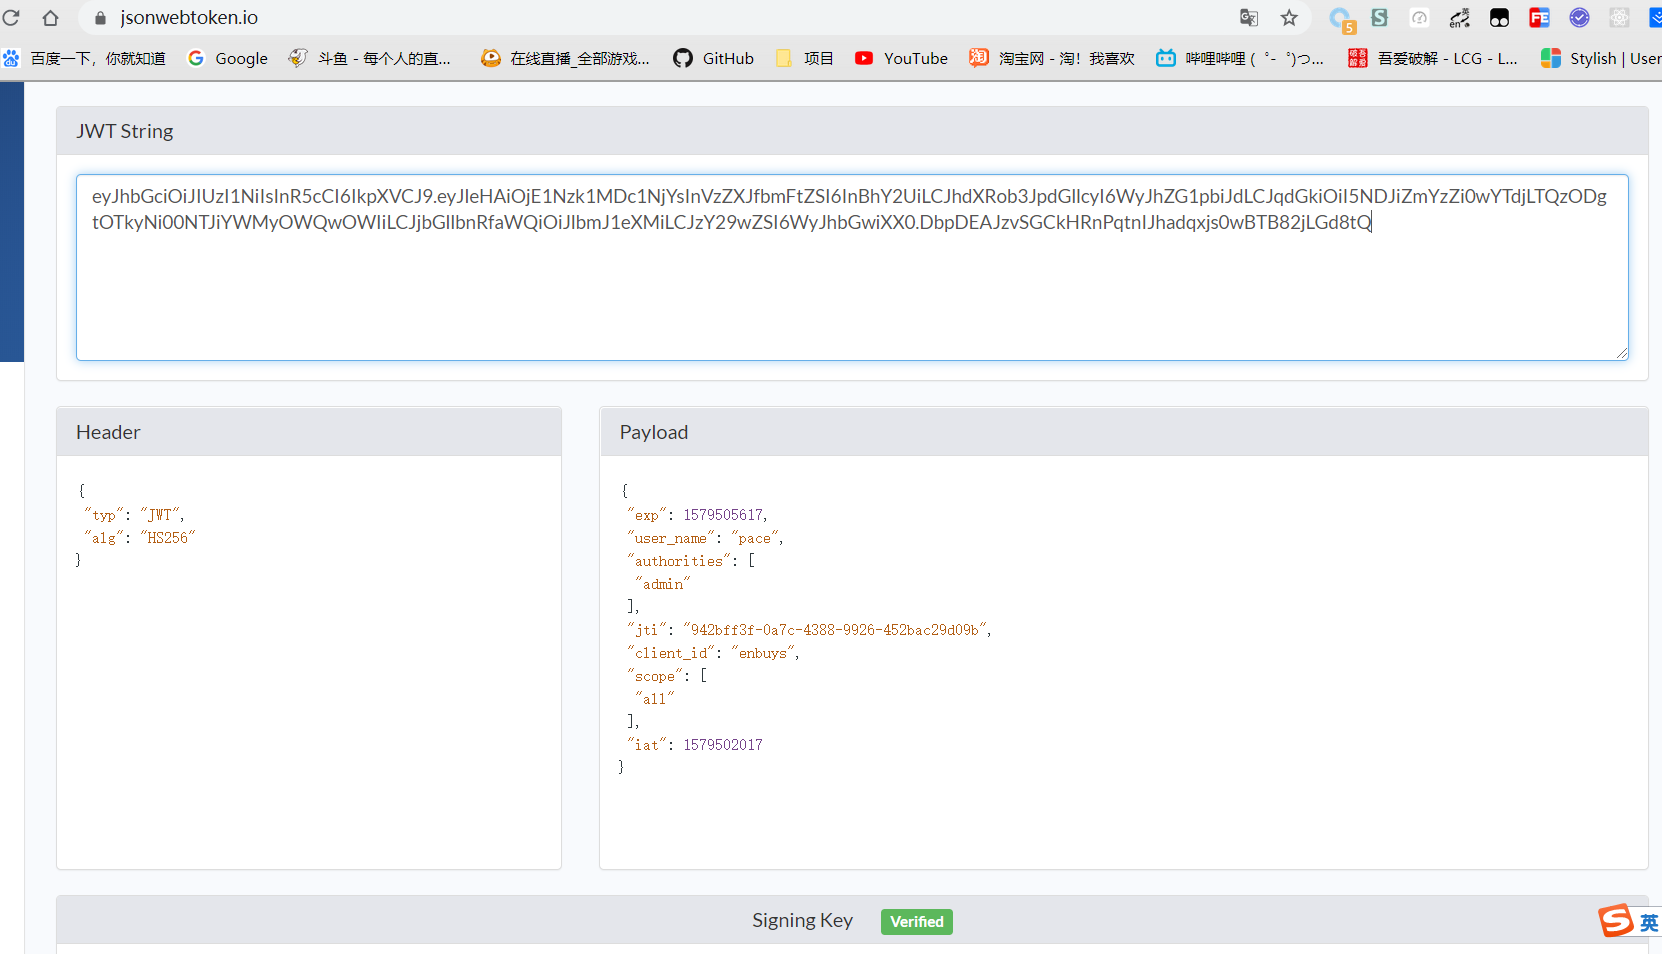 jsonwebtoken.io
5
百度一下，你就知道 Google 斗鱼 - 每个人的直... 在线直播_全部游戏... GitHub 项目 YouTube 淘宝网 - 淘！我喜欢 哔哩哔哩 ( ゜- ゜)つ... 吾爱破解 - LCG - L... Stylish | User
JWT String
eyJhbGciOiJIUzI1NiIsInR5cCI6IkpXVCJ9.eyJleHAiOjE1Nzk1MDc1NjYsInVzZXJfbmFtZSI6InBhY2UiLCJhdXRob3JpdGllcyI6WyJhZG1pbiJdLCJqdGkiOiI5NDJiZmYzZi0wYTdjLTQzODg
tOTkyNi00NTJiYWMyOWQwOWIiLCJjbGllbnRfaWQiOiJlbmJ1eXMiLCJzY29wZSI6WyJhbGwiXX0.DbpDEAJzvSGCkHRnPqtnIJhadqxjs0wBTB82jLGd8tQ
Header
{
"typ": "JWT",
"alg": "HS256"
}
Payload
{
"exp": 1579505617,
"user_name": "pace",
"authorities": [
"admin"
],
"jti": "942bff3f-0a7c-4388-9926-452bac29d09b",
"client_id": "enbuys",
"scope": [
"all"
],
"iat": 1579502017
}
Signing Key Verified
英